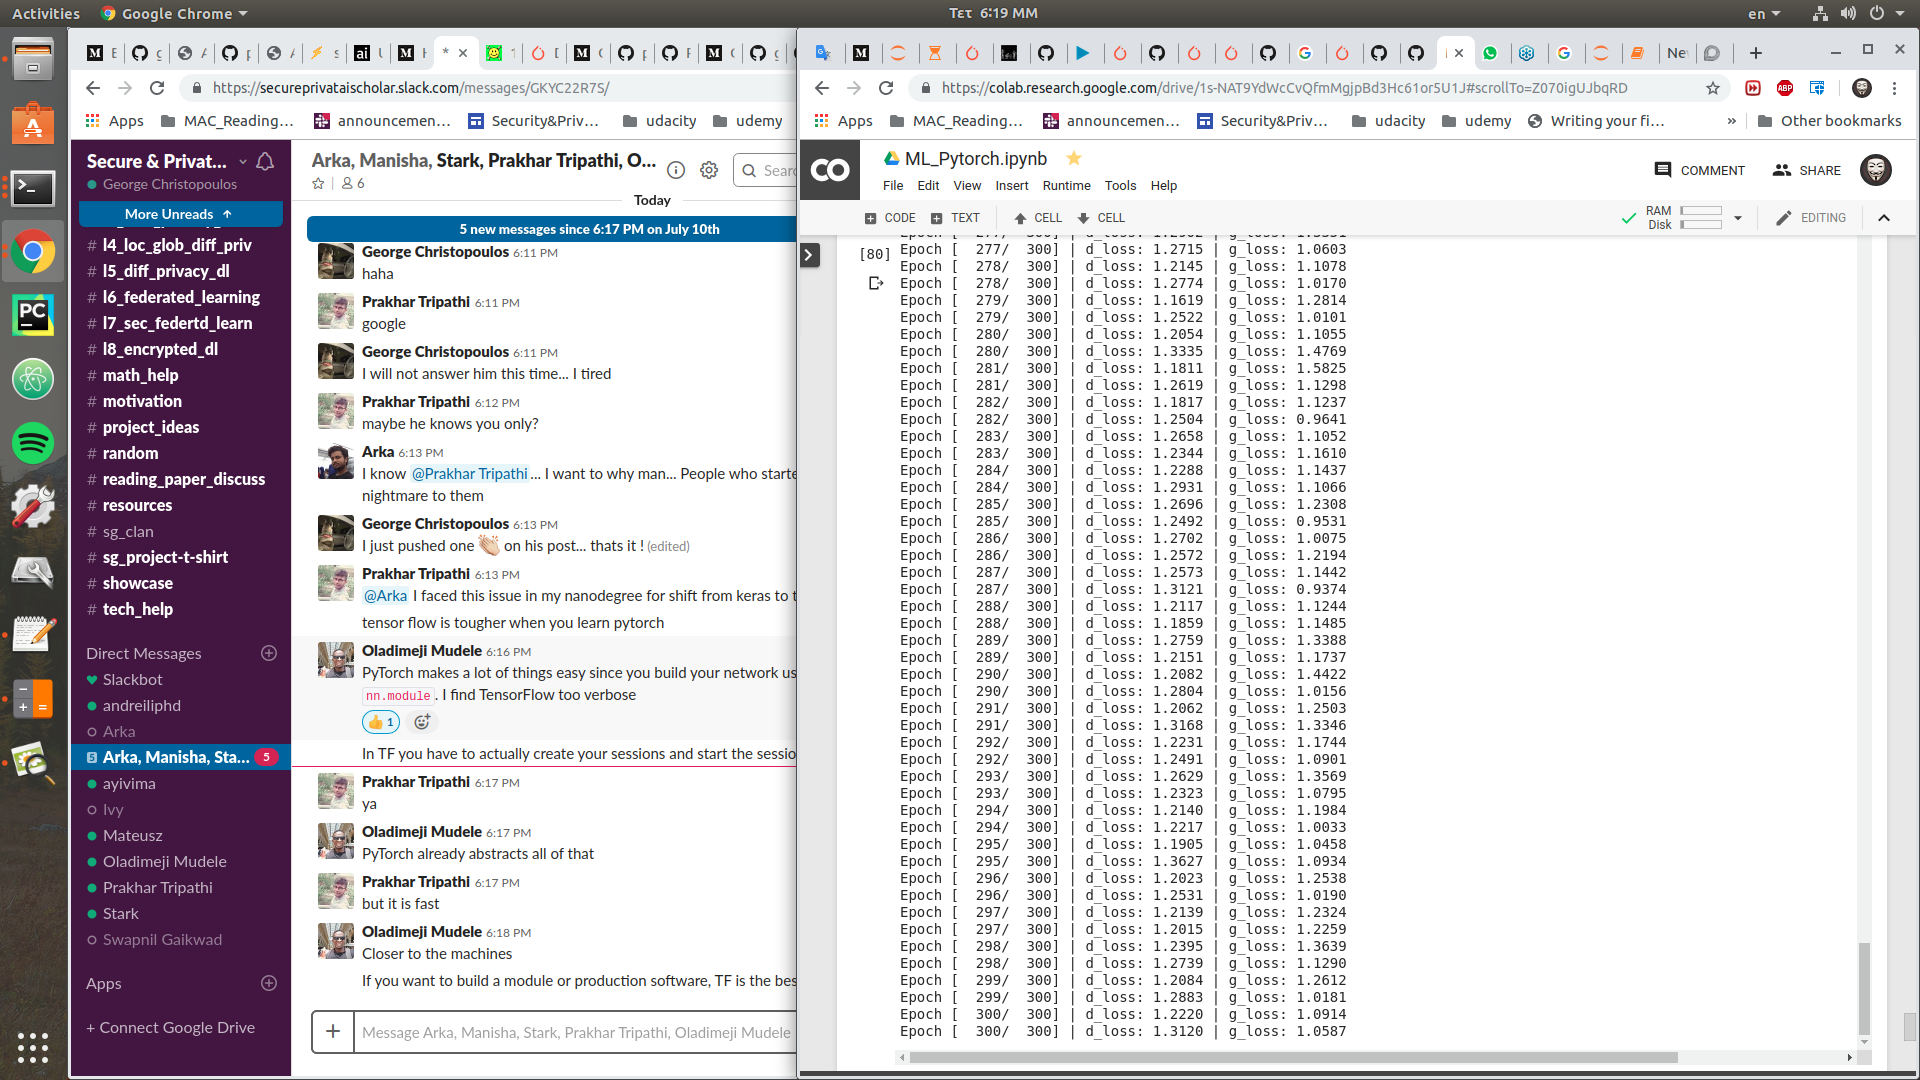 Activities
Google Chrome
Τετ 6:19 ΜΜ
en
https://secureprivataischolar.slack.com/messages/GKYC22R7S/
Apps
MAC_Reading...
announcemen...
Security&Priv...
udacity
udemy
Secure & Privat...
George Christopoulos
More Unreads ↑
# l4_loc_glob_diff_priv
# l5_diff_privacy_dl
# l6_federated_learning
# l7_sec_federtd_learn
# l8_encrypted_dl
# math_help
# motivation
# project_ideas
# random
# reading_paper_discuss
# resources
# sg_clan
# sg_project-t-shirt
# showcase
# tech_help
Direct Messages
Slackbot
andreiliphd
Arka
5 Arka, Manisha, Sta... 5
ayivima
Ivy
Mateusz
Oladimeji Mudele
Prakhar Tripathi
Stark
Swapnil Gaikwad
Apps
+ Connect Google Drive
Arka, Manisha, Stark, Prakhar Tripathi, O...
6
Search
Today
5 new messages since 6:17 PM on July 10th
George Christopoulos 6:11 PM
haha
Prakhar Tripathi 6:11 PM
google
George Christopoulos 6:11 PM
I will not answer him this time... I tired
Prakhar Tripathi 6:12 PM
maybe he knows you only?
Arka 6:13 PM
I know @Prakhar Tripathi ... I want to why man... People who starte
nightmare to them
George Christopoulos 6:13 PM
I just pushed one 👏 on his post... thats it ! (edited)
Prakhar Tripathi 6:13 PM
@Arka I faced this issue in my nanodegree for shift from keras to t
tensor flow is tougher when you learn pytorch
Oladimeji Mudele 6:16 PM
PyTorch makes a lot of things easy since you build your network us
nn.module . I find TensorFlow too verbose
👍 1
In TF you have to actually create your sessions and start the sessio
Prakhar Tripathi 6:17 PM
ya
Oladimeji Mudele 6:17 PM
PyTorch already abstracts all of that
Prakhar Tripathi 6:17 PM
but it is fast
Oladimeji Mudele 6:18 PM
Closer to the machines
If you want to build a module or production software, TF is the bes
Message Arka, Manisha, Stark, Prakhar Tripathi, Oladimeji Mudele
https://colab.research.google.com/drive/1s-NAT9YdWcCvQfmMgjpBd3Hc61or5U1J#scrollTo=Z070igUJbqRD
Apps
MAC_Reading...
announcemen...
Security&Priv...
udacity
udemy
Writing your fi...
»
Other bookmarks
CO
ML_Pytorch.ipynb
File Edit View Insert Runtime Tools Help
COMMENT
SHARE
CODE TEXT CELL CELL
RAM
Disk
EDITING
[80]
Epoch [ 277/ 300] | d_loss: 1.2715 | g_loss: 1.0603
Epoch [ 278/ 300] | d_loss: 1.2145 | g_loss: 1.1078
Epoch [ 278/ 300] | d_loss: 1.2774 | g_loss: 1.0170
Epoch [ 279/ 300] | d_loss: 1.1619 | g_loss: 1.2814
Epoch [ 279/ 300] | d_loss: 1.2522 | g_loss: 1.0101
Epoch [ 280/ 300] | d_loss: 1.2054 | g_loss: 1.1055
Epoch [ 280/ 300] | d_loss: 1.3335 | g_loss: 1.4769
Epoch [ 281/ 300] | d_loss: 1.1811 | g_loss: 1.5825
Epoch [ 281/ 300] | d_loss: 1.2619 | g_loss: 1.1298
Epoch [ 282/ 300] | d_loss: 1.1817 | g_loss: 1.1237
Epoch [ 282/ 300] | d_loss: 1.2504 | g_loss: 0.9641
Epoch [ 283/ 300] | d_loss: 1.2658 | g_loss: 1.1052
Epoch [ 283/ 300] | d_loss: 1.2344 | g_loss: 1.1610
Epoch [ 284/ 300] | d_loss: 1.2288 | g_loss: 1.1437
Epoch [ 284/ 300] | d_loss: 1.2931 | g_loss: 1.1066
Epoch [ 285/ 300] | d_loss: 1.2696 | g_loss: 1.2308
Epoch [ 285/ 300] | d_loss: 1.2492 | g_loss: 0.9531
Epoch [ 286/ 300] | d_loss: 1.2702 | g_loss: 1.0075
Epoch [ 286/ 300] | d_loss: 1.2572 | g_loss: 1.2194
Epoch [ 287/ 300] | d_loss: 1.2573 | g_loss: 1.1442
Epoch [ 287/ 300] | d_loss: 1.3121 | g_loss: 0.9374
Epoch [ 288/ 300] | d_loss: 1.2117 | g_loss: 1.1244
Epoch [ 288/ 300] | d_loss: 1.1859 | g_loss: 1.1485
Epoch [ 289/ 300] | d_loss: 1.2759 | g_loss: 1.3388
Epoch [ 289/ 300] | d_loss: 1.2151 | g_loss: 1.1737
Epoch [ 290/ 300] | d_loss: 1.2082 | g_loss: 1.4422
Epoch [ 290/ 300] | d_loss: 1.2804 | g_loss: 1.0156
Epoch [ 291/ 300] | d_loss: 1.2062 | g_loss: 1.2503
Epoch [ 291/ 300] | d_loss: 1.3168 | g_loss: 1.3346
Epoch [ 292/ 300] | d_loss: 1.2231 | g_loss: 1.1744
Epoch [ 292/ 300] | d_loss: 1.2491 | g_loss: 1.0901
Epoch [ 293/ 300] | d_loss: 1.2629 | g_loss: 1.3569
Epoch [ 293/ 300] | d_loss: 1.2323 | g_loss: 1.0795
Epoch [ 294/ 300] | d_loss: 1.2140 | g_loss: 1.1984
Epoch [ 294/ 300] | d_loss: 1.2217 | g_loss: 1.0033
Epoch [ 295/ 300] | d_loss: 1.1905 | g_loss: 1.0458
Epoch [ 295/ 300] | d_loss: 1.3627 | g_loss: 1.0934
Epoch [ 296/ 300] | d_loss: 1.2023 | g_loss: 1.2538
Epoch [ 296/ 300] | d_loss: 1.2531 | g_loss: 1.0190
Epoch [ 297/ 300] | d_loss: 1.2139 | g_loss: 1.2324
Epoch [ 297/ 300] | d_loss: 1.2015 | g_loss: 1.2259
Epoch [ 298/ 300] | d_loss: 1.2395 | g_loss: 1.3639
Epoch [ 298/ 300] | d_loss: 1.2739 | g_loss: 1.1290
Epoch [ 299/ 300] | d_loss: 1.2084 | g_loss: 1.2612
Epoch [ 299/ 300] | d_loss: 1.2883 | g_loss: 1.0181
Epoch [ 300/ 300] | d_loss: 1.2220 | g_loss: 1.0914
Epoch [ 300/ 300] | d_loss: 1.3120 | g_loss: 1.0587